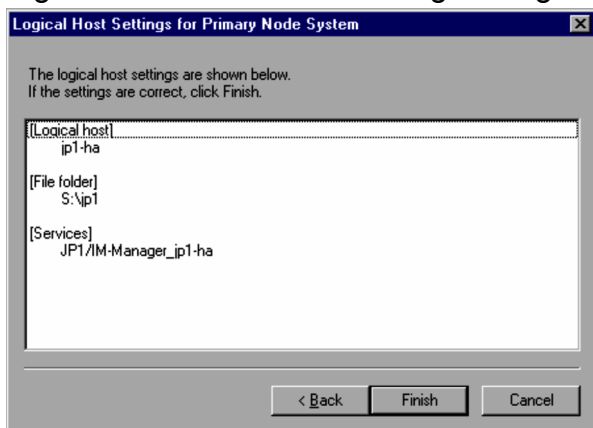 Logical Host Settings for Primary Node System
The logical host settings are shown below.
If the settings are correct, click Finish.
[Logical host]
jp1-ha
[File folder]
S:\jp1
[Services]
JP1/IM-Manager_jp1-ha
< Back
Finish
Cancel